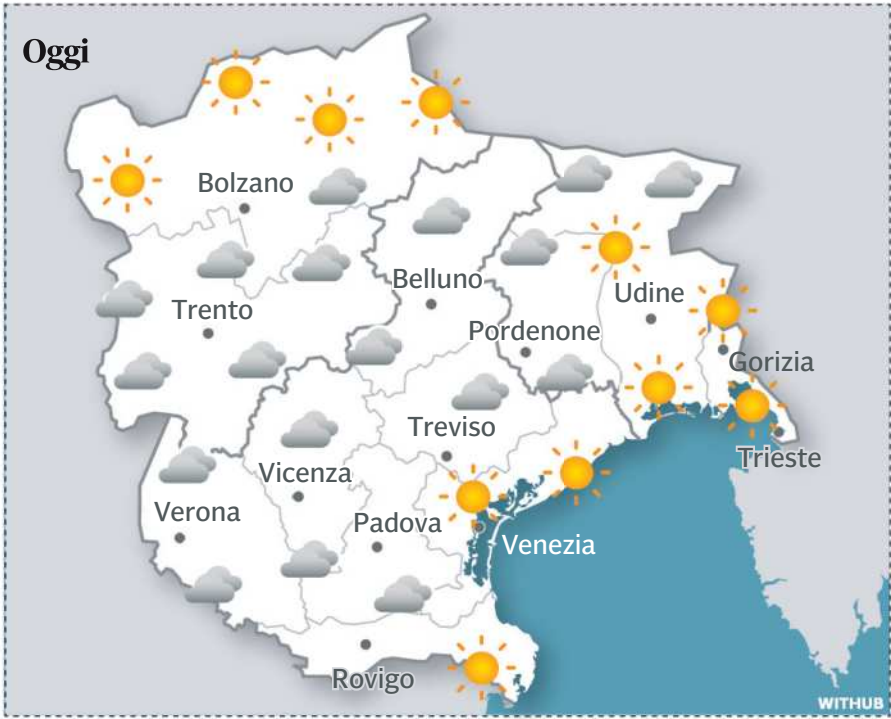 Oggi
Bolzano
Belluno
Trento
Udine
Pordenone
Gorizia
Treviso
Trieste
Vicenza
Verona
Padova
Venezia
Rovigo
WITHUB